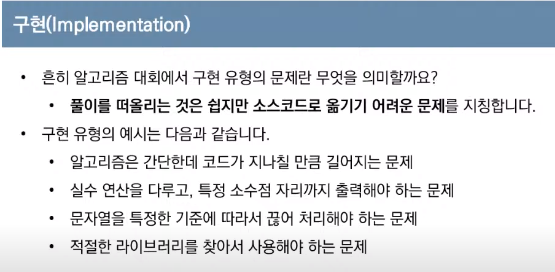 구현(Implementation)
• 흔히 알고리즘 대회에서 구현 유형의 문제란 무엇을 의미할까요?
• 풀이를 떠올리는 것은 쉽지만 소스코드로 옮기기 어려운 문제를 지칭합니다.
• 구현 유형의 예시는 다음과 같습니다.
• 알고리즘은 간단한데 코드가 지나칠 만큼 길어지는 문제
• 실수 연산을 다루고, 특정 소수점 자리까지 출력해야 하는 문제
• 문자열을 특정한 기준에 따라서 끊어 처리해야 하는 문제
• 적절한 라이브러리를 찾아서 사용해야 하는 문제